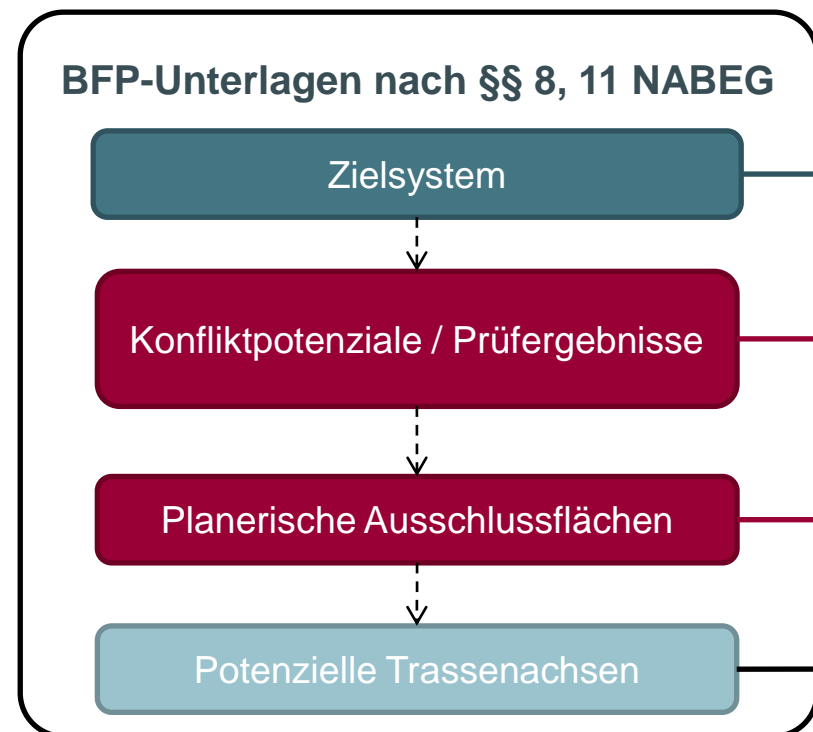 BFP-Unterlagen nach §§ 8, 11 NABEG
Zielsystem
Konfliktpotenziale / Prüfergebnisse
Planerische Ausschlussflächen
Potenzielle Trassenachsen